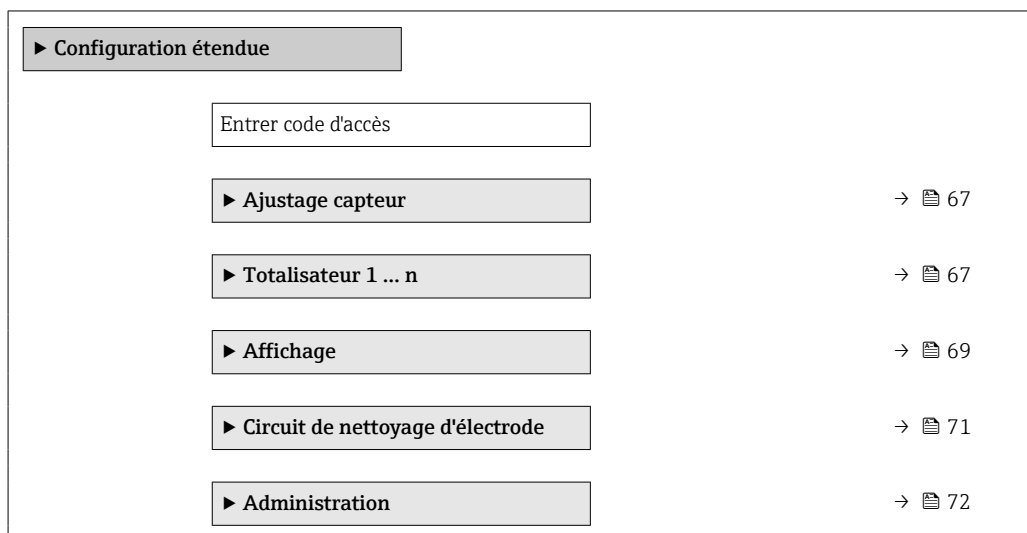 ▶ Configuration étendue
Entrer code d'accès
▶ Ajustage capteur → 67
▶ Totalisateur 1 … n → 67
▶ Affichage → 69
▶ Circuit de nettoyage d'électrode → 71
▶ Administration → 72